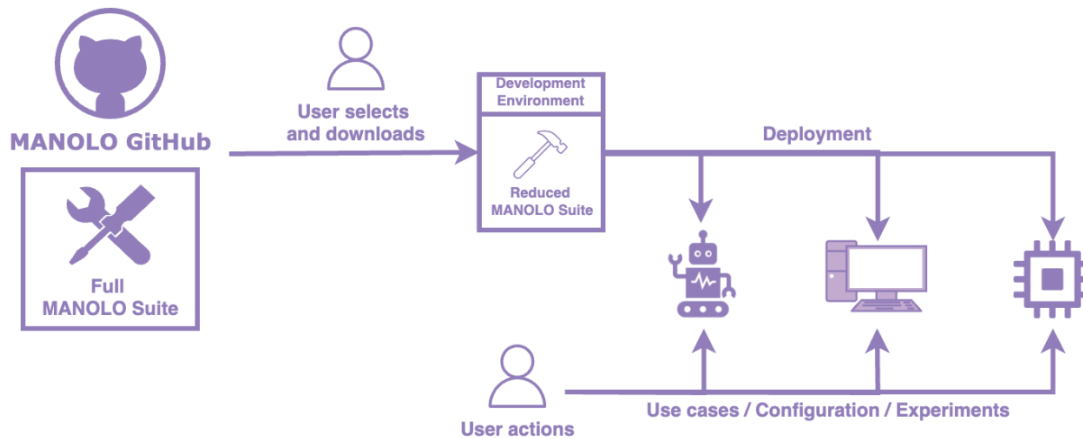 MANOLO GitHub
Full
MANOLO Suite
User selects
and downloads
Development
Environment
Reduced
MANOLO Suite
Deployment
User actions
Use cases / Configuration / Experiments